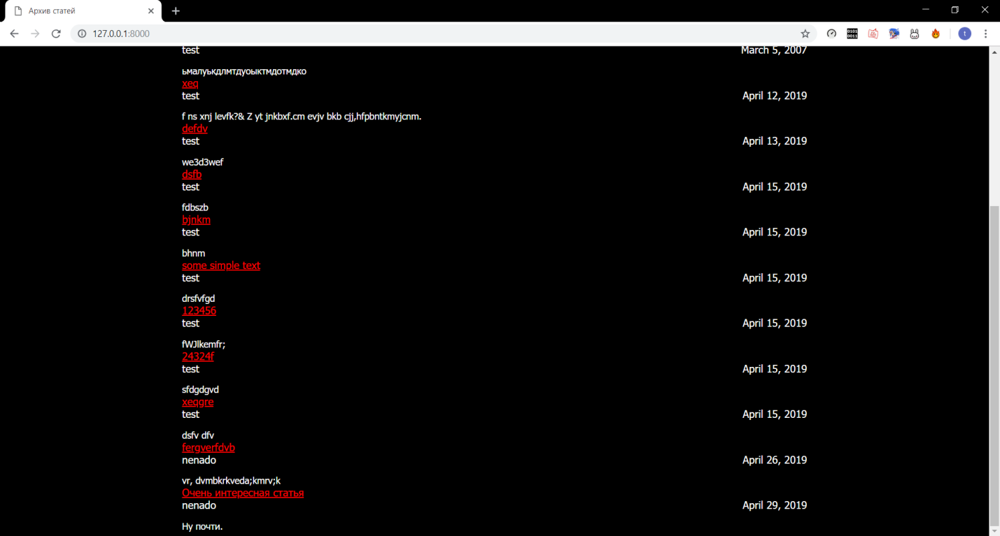 Архив статей
127.0.0.1:8000
0101
0011
t
test March 5, 2007
ьмалуькдлмтдуоыктмдотмдко
xeq
test April 12, 2019
f ns xnj levfk?& Z yt jnkbxf.cm evjv bkb cjj,hfpbntkmyjcnm.
defdv
test April 13, 2019
we3d3wef
dsfb
test April 15, 2019
fdbszb
bjnkm
test April 15, 2019
bhnm
some simple text
test April 15, 2019
drsfvfgd
123456
test April 15, 2019
fWJlkemfr;
24324f
test April 15, 2019
sfdgdgvd
xeqgre
test April 15, 2019
dsfv dfv
fergverfdvb
nenado April 26, 2019
vr, dvmbkrkveda;kmrv;k
Очень интересная статья
nenado April 29, 2019
Ну почти.